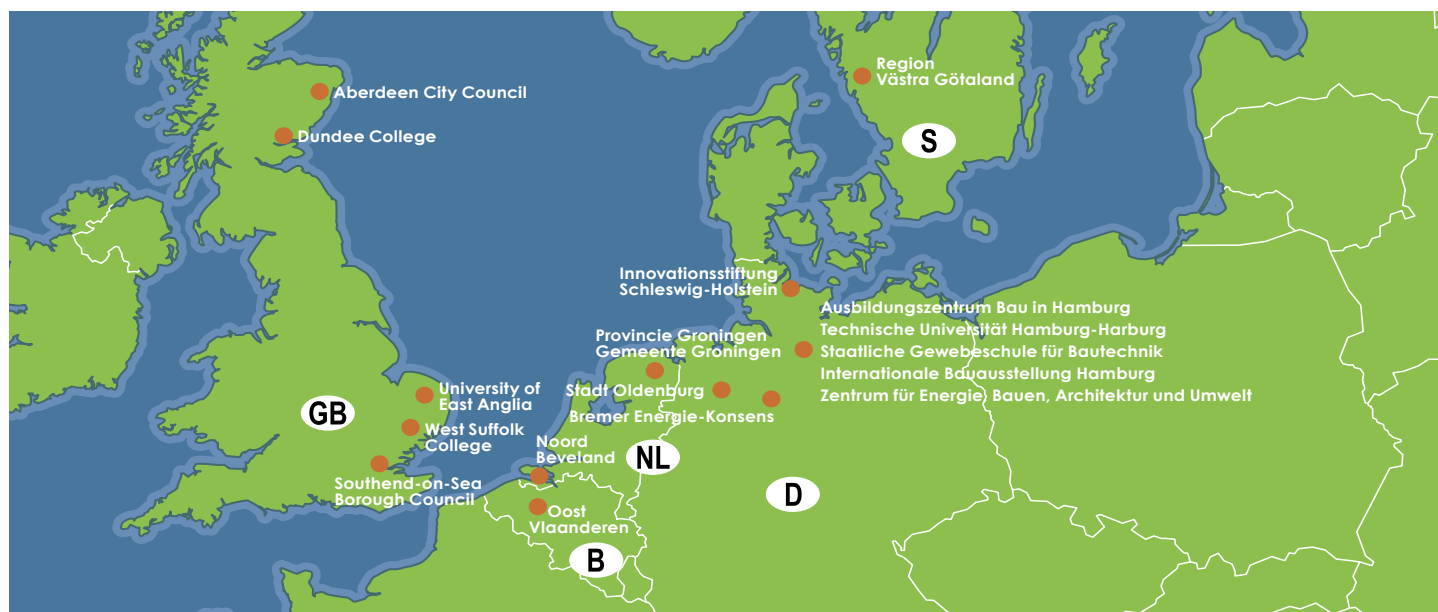 Region
Västra Götaland
Aberdeen City Council
Dundee College
S
Innovationsstiftung
Schleswig-Holstein
Ausbildungszentrum Bau in Hamburg
Technische Universität Hamburg-Harburg
Staatliche Gewebeschule für Bautechnik
Internationale Bauausstellung Hamburg
Zentrum für Energie, Bauen, Architektur und Umwelt
Provincie Groningen
Gemeente Groningen
Stadt Oldenburg
Bremer Energie-Konsens
University of
East Anglia
GB
West Suffolk
College
Noord
Beveland
NL
Southend-on-Sea
Borough Council
D
Oost
Vlaanderen
B